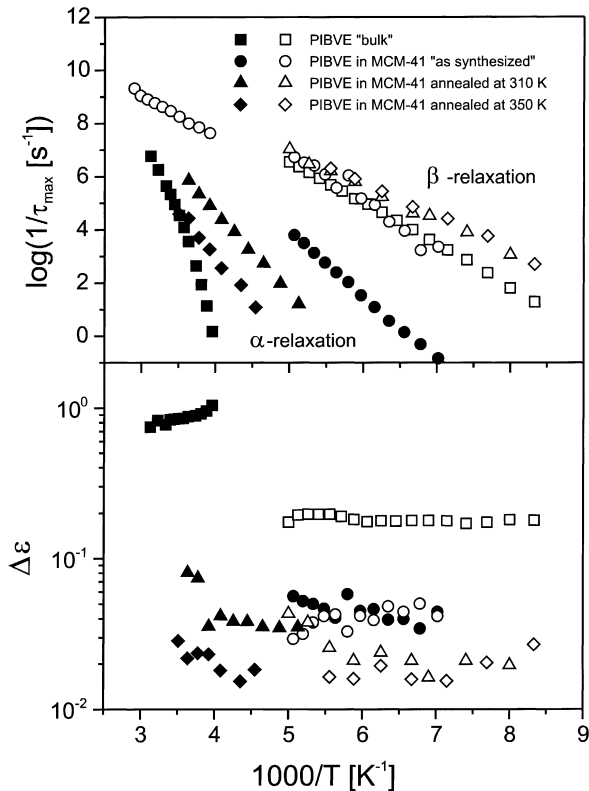 12
10
8
6
4
2
0
log(1/τmax [s-1])
PIBVE "bulk"
PIBVE in MCM-41 "as synthesized"
PIBVE in MCM-41 annealed at 310 K
PIBVE in MCM-41 annealed at 350 K
β -relaxation
α-relaxation
10^0
10^-1
10^-2
Δε
3 4 5 6 7 8 9
1000/T [K-1]